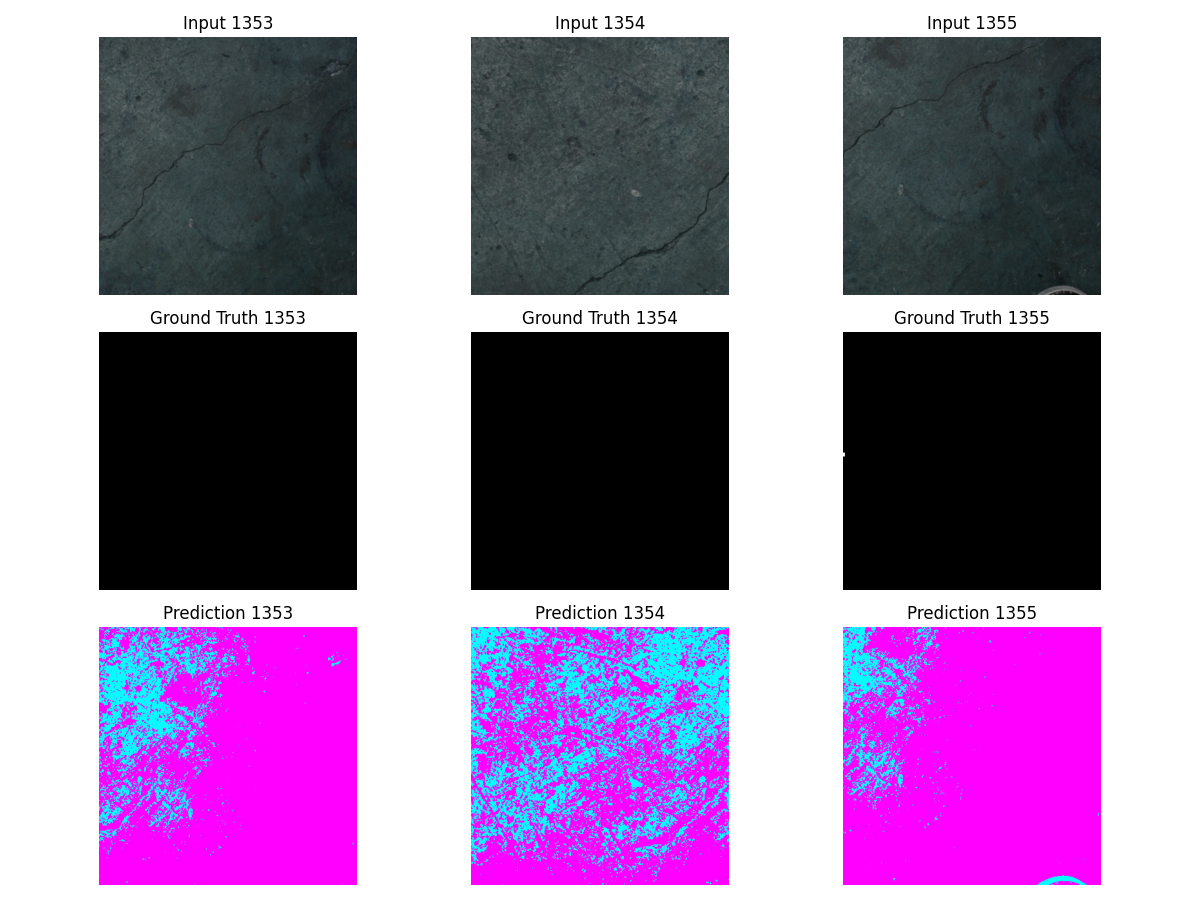 Input 1353
Input 1354
Input 1355
Ground Truth 1353
Ground Truth 1354
Ground Truth 1355
Prediction 1353
Prediction 1354
Prediction 1355